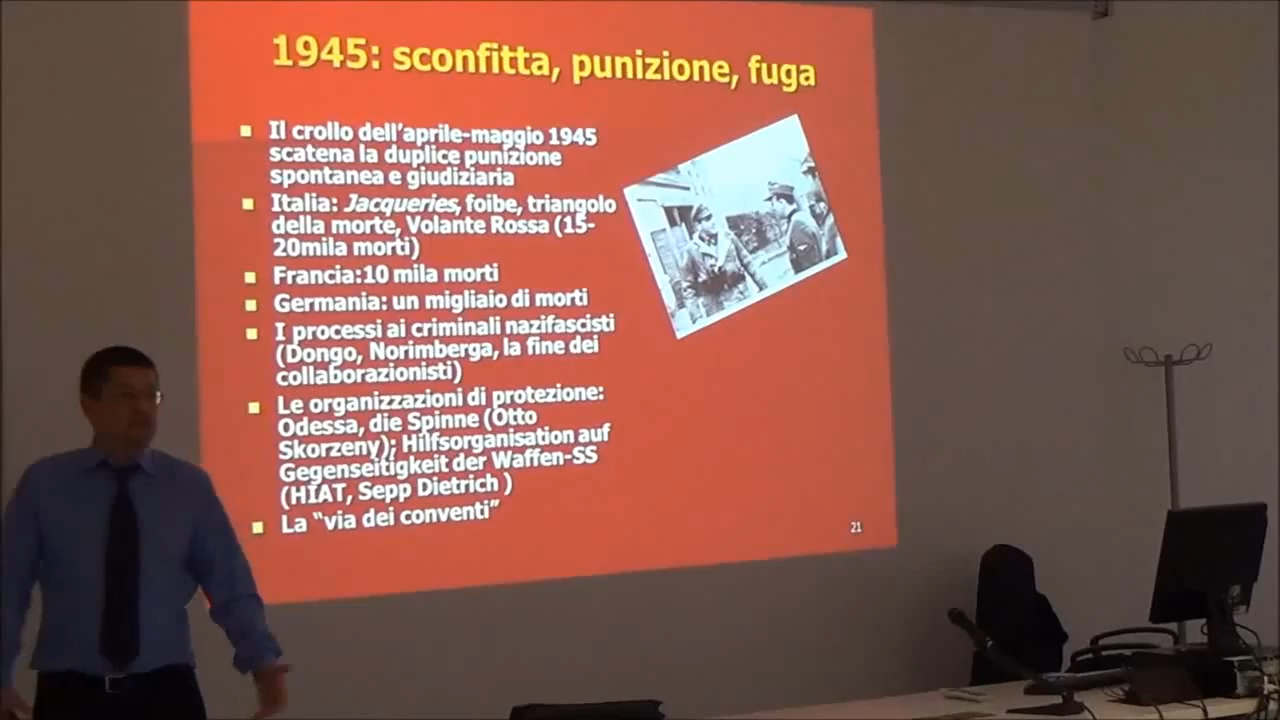 1945: sconfitta, punizione, fuga
Il crollo dell'aprile-maggio 1945
scatena la duplice punizione
spontanea e giudiziaria
Italia: Jacqueries, foibe, triangolo
della morte, Volante Rossa (15-
20mila morti)
Francia:10 mila morti
Germania: un migliaio di morti
I processi ai criminali nazifascisti
(Dongo, Norimberga, la fine dei
collaborazionisti)
Le organizzazioni di protezione:
Odessa, die Spinne (Otto
Skorzeny); Hilfsorganisation auf
Gegenseitigkeit der Waffen-SS
(HIAT, Sepp Dietrich )
La “via dei conventi”
21